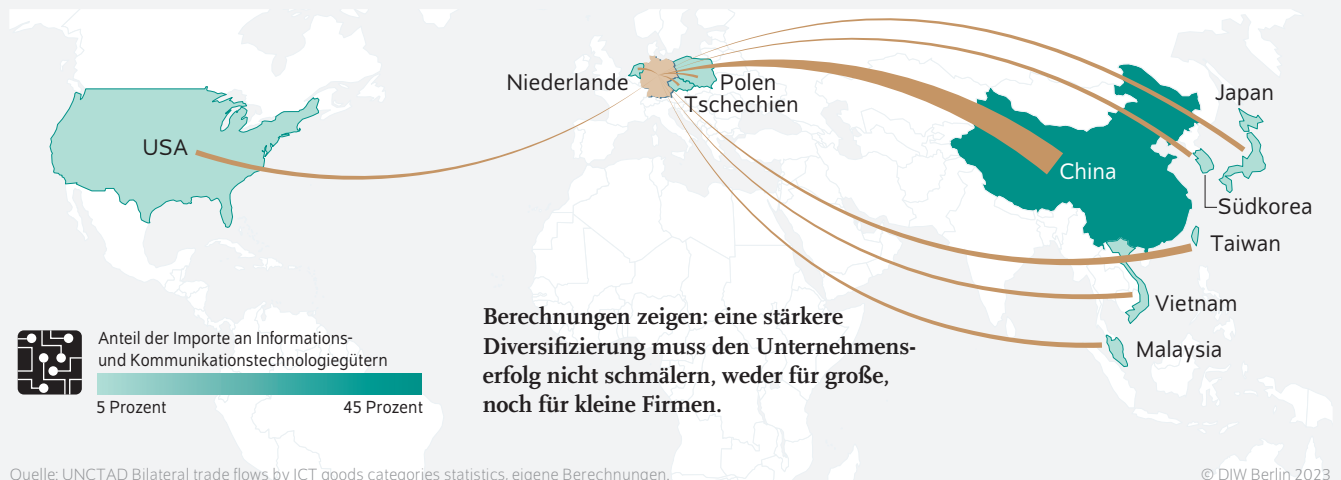 Niederlande
Polen
Tschechien
Japan
USA
China
Südkorea
Taiwan
Vietnam
Malaysia
Berechnungen zeigen: eine stärkere
Diversifizierung muss den Unternehmens-
erfolg nicht schmälern, weder für große,
noch für kleine Firmen.
Anteil der Importe an Informations-
und Kommunikationstechnologiegütern
5 Prozent 45 Prozent
Quelle: UNCTAD Bilateral trade flows by ICT goods categories statistics, eigene Berechnungen.
© DIW Berlin 2023